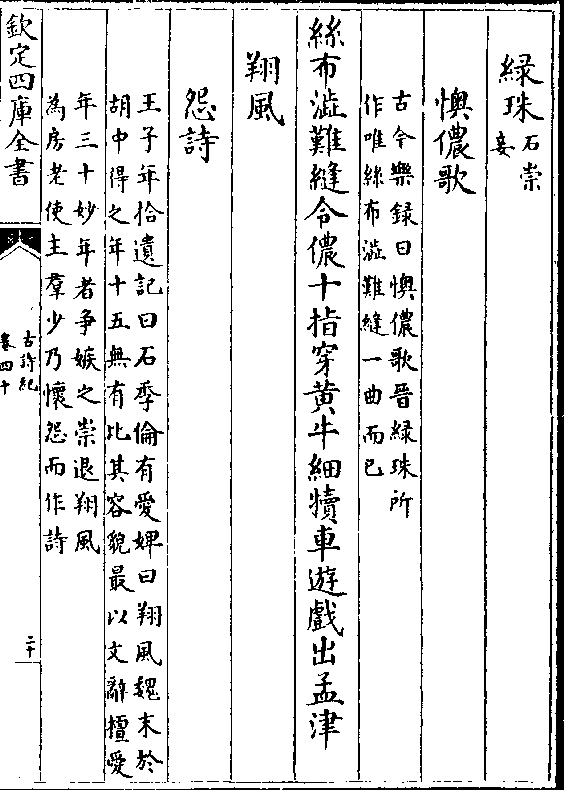 緑珠石崇
妾
懊儂歌
古今樂録曰懊儂歌晉緑珠所
作唯絲布澁難縫一曲而已
絲布澁難縫令儂十指穿黄牛細犢車遊戲出孟津
翔風
怨詩
王子年拾遺記曰石季倫有愛婢曰翔風魏末於
胡中得之年十五無有比其容貌最以文辭檀愛
年三十妙年者争嫉之崇退翔風
為房老使主羣少乃懷怨而作詩
欽定四庫全書
古詩紀
卷四十
二十